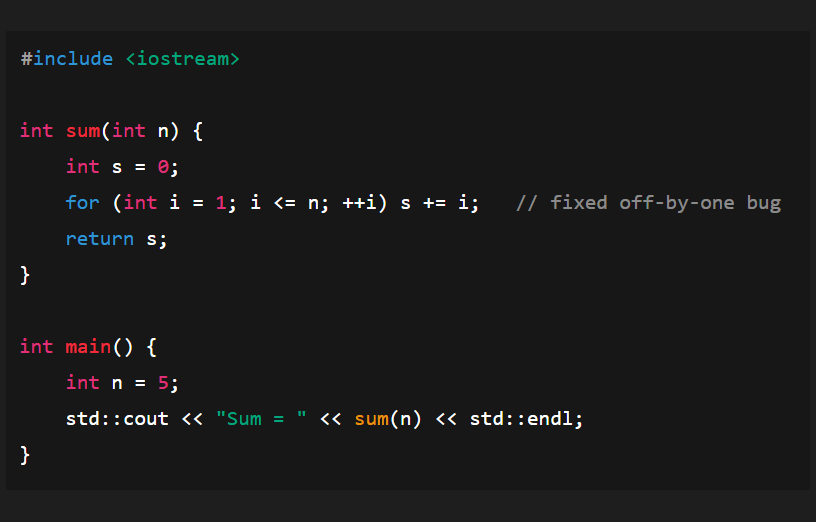 #include <iostream>
int sum(int n) {
    int s = 0;
    for (int i = 1; i <= n; ++i) s += i;   // fixed off-by-one bug
    return s;
}
int main() {
    int n = 5;
    std::cout << "Sum = " << sum(n) << std::endl;
}